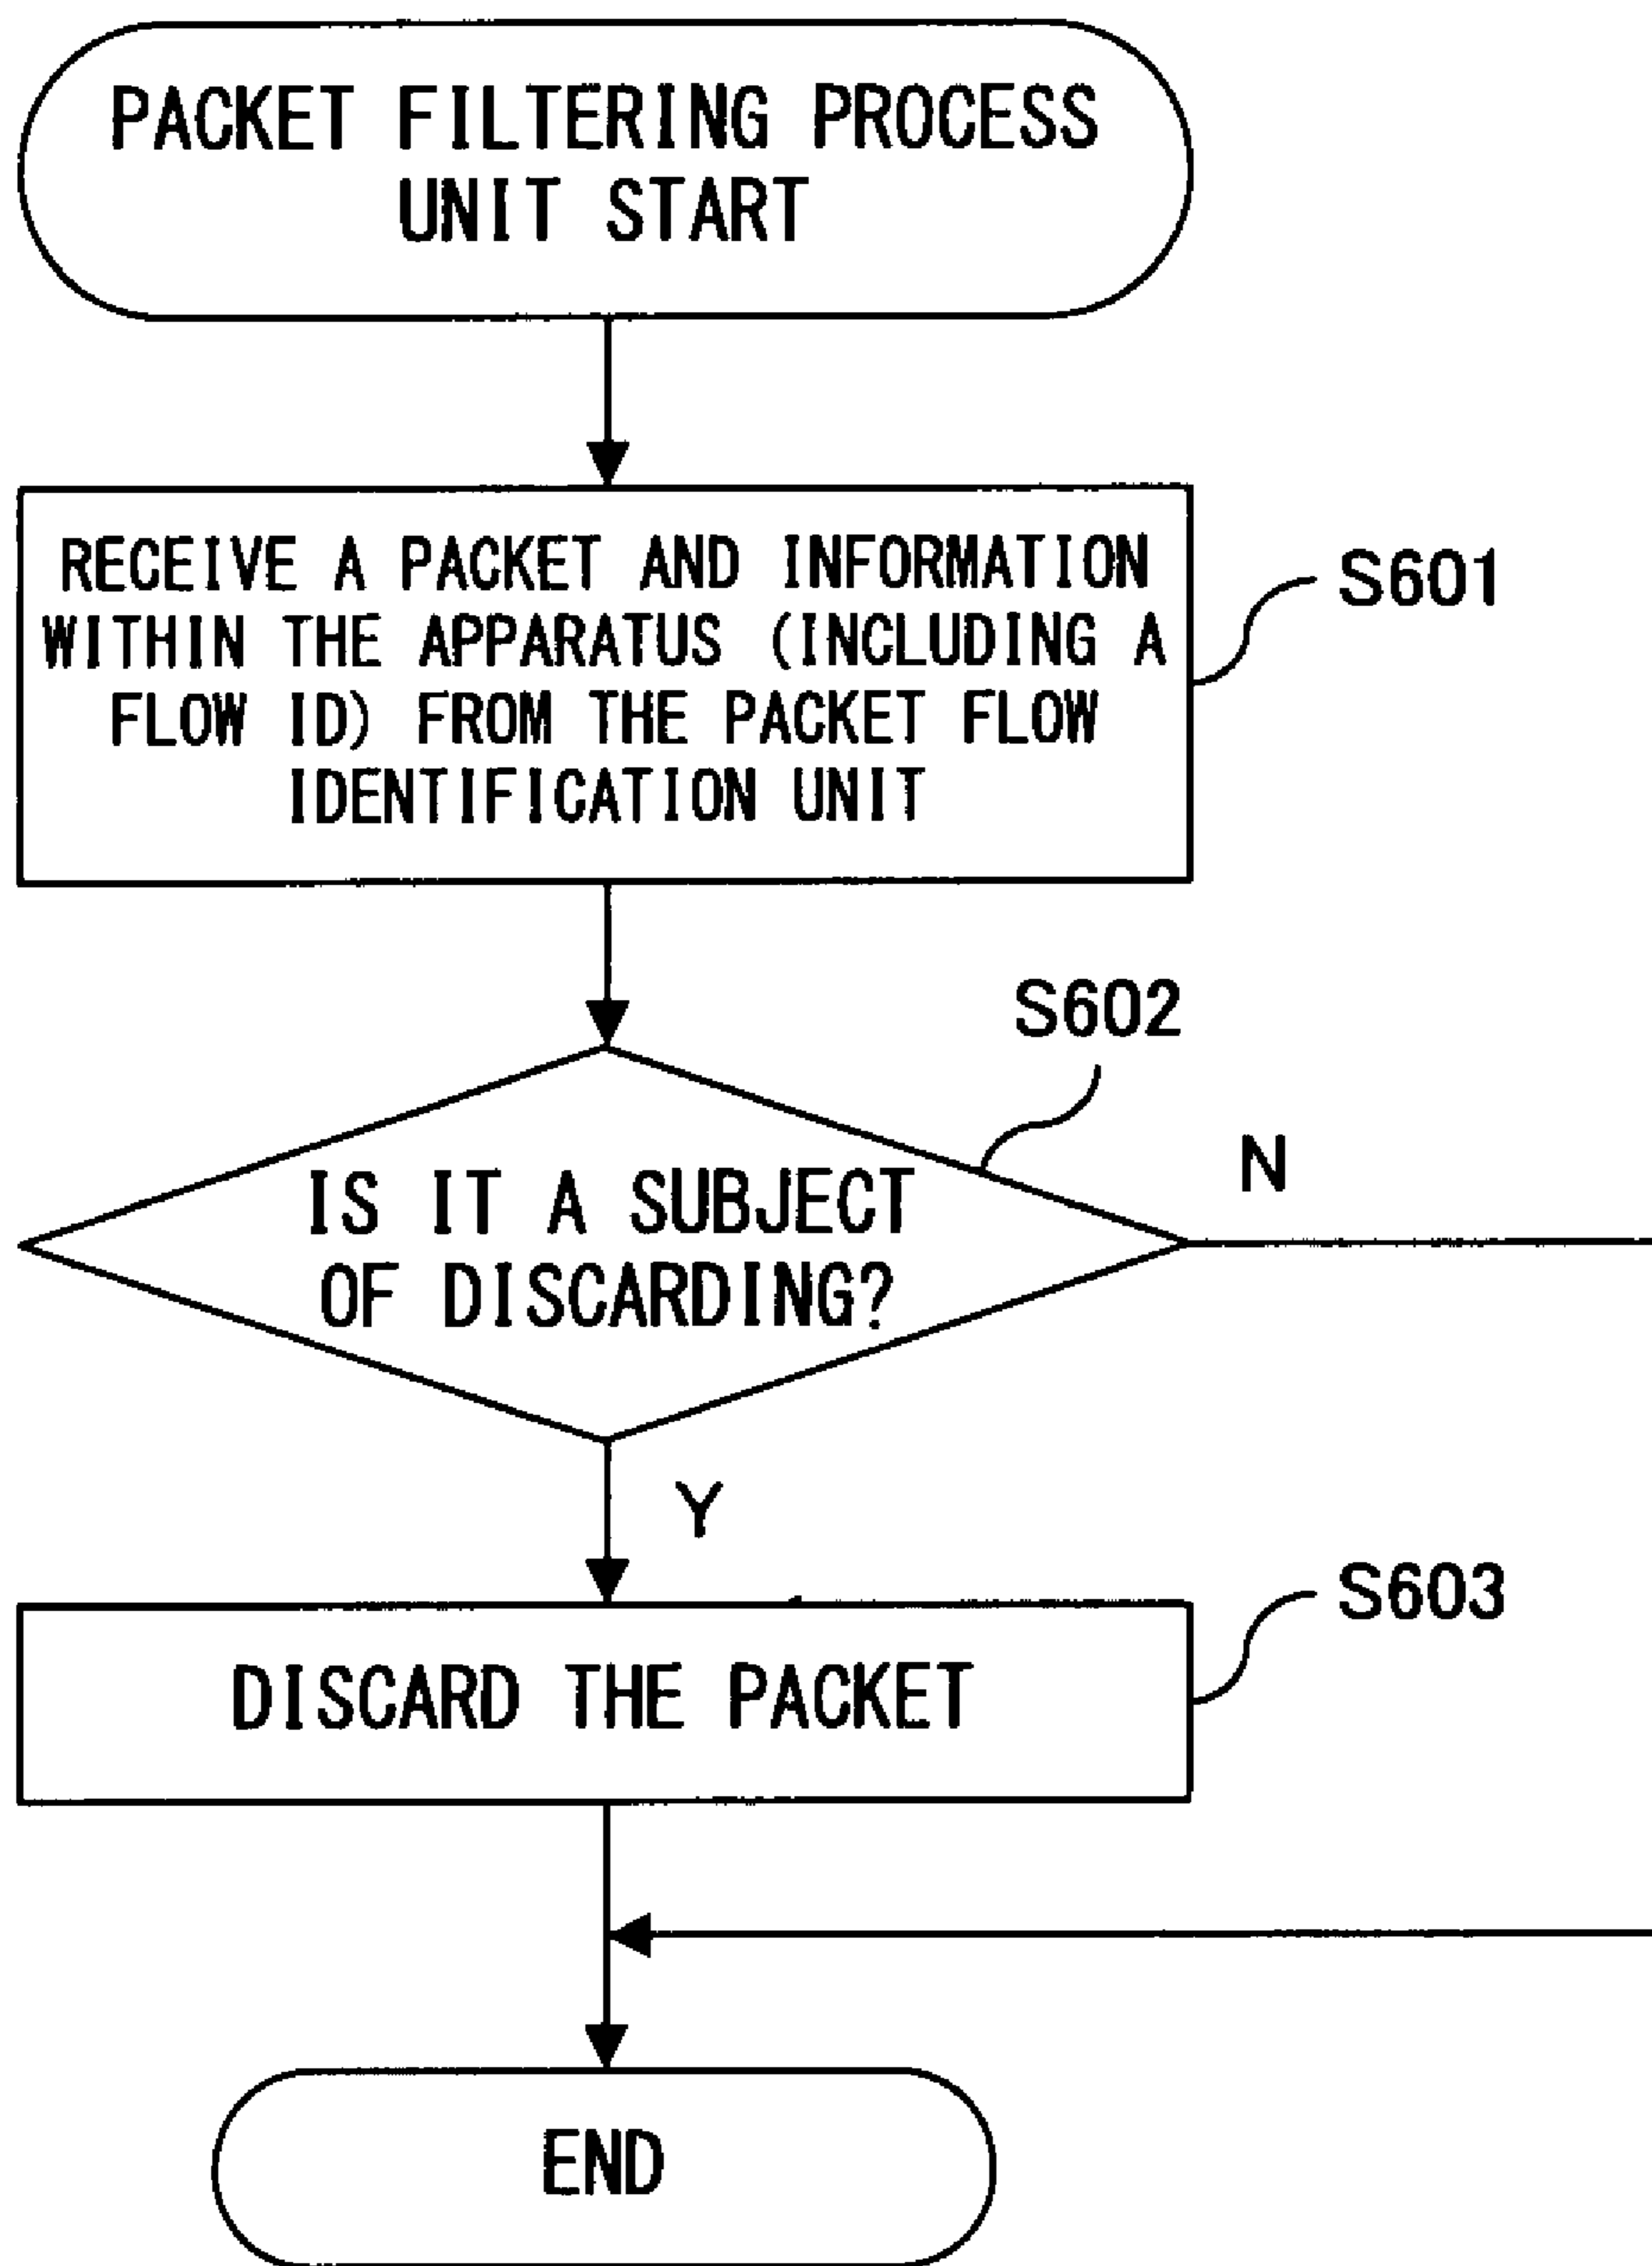 PACKET FILTERING PROCESS
UNIT START
RECEIVE A PACKET AND INFORMATION
WITHIN THE APPARATUS (INCLUDING A
FLOW ID) FROM THE PACKET FLOW
IDENTIFICATION UNIT
S601
S602
IS IT A SUBJECT
OF DISCARDING?
N
Y
DISCARD THE PACKET
S603
END